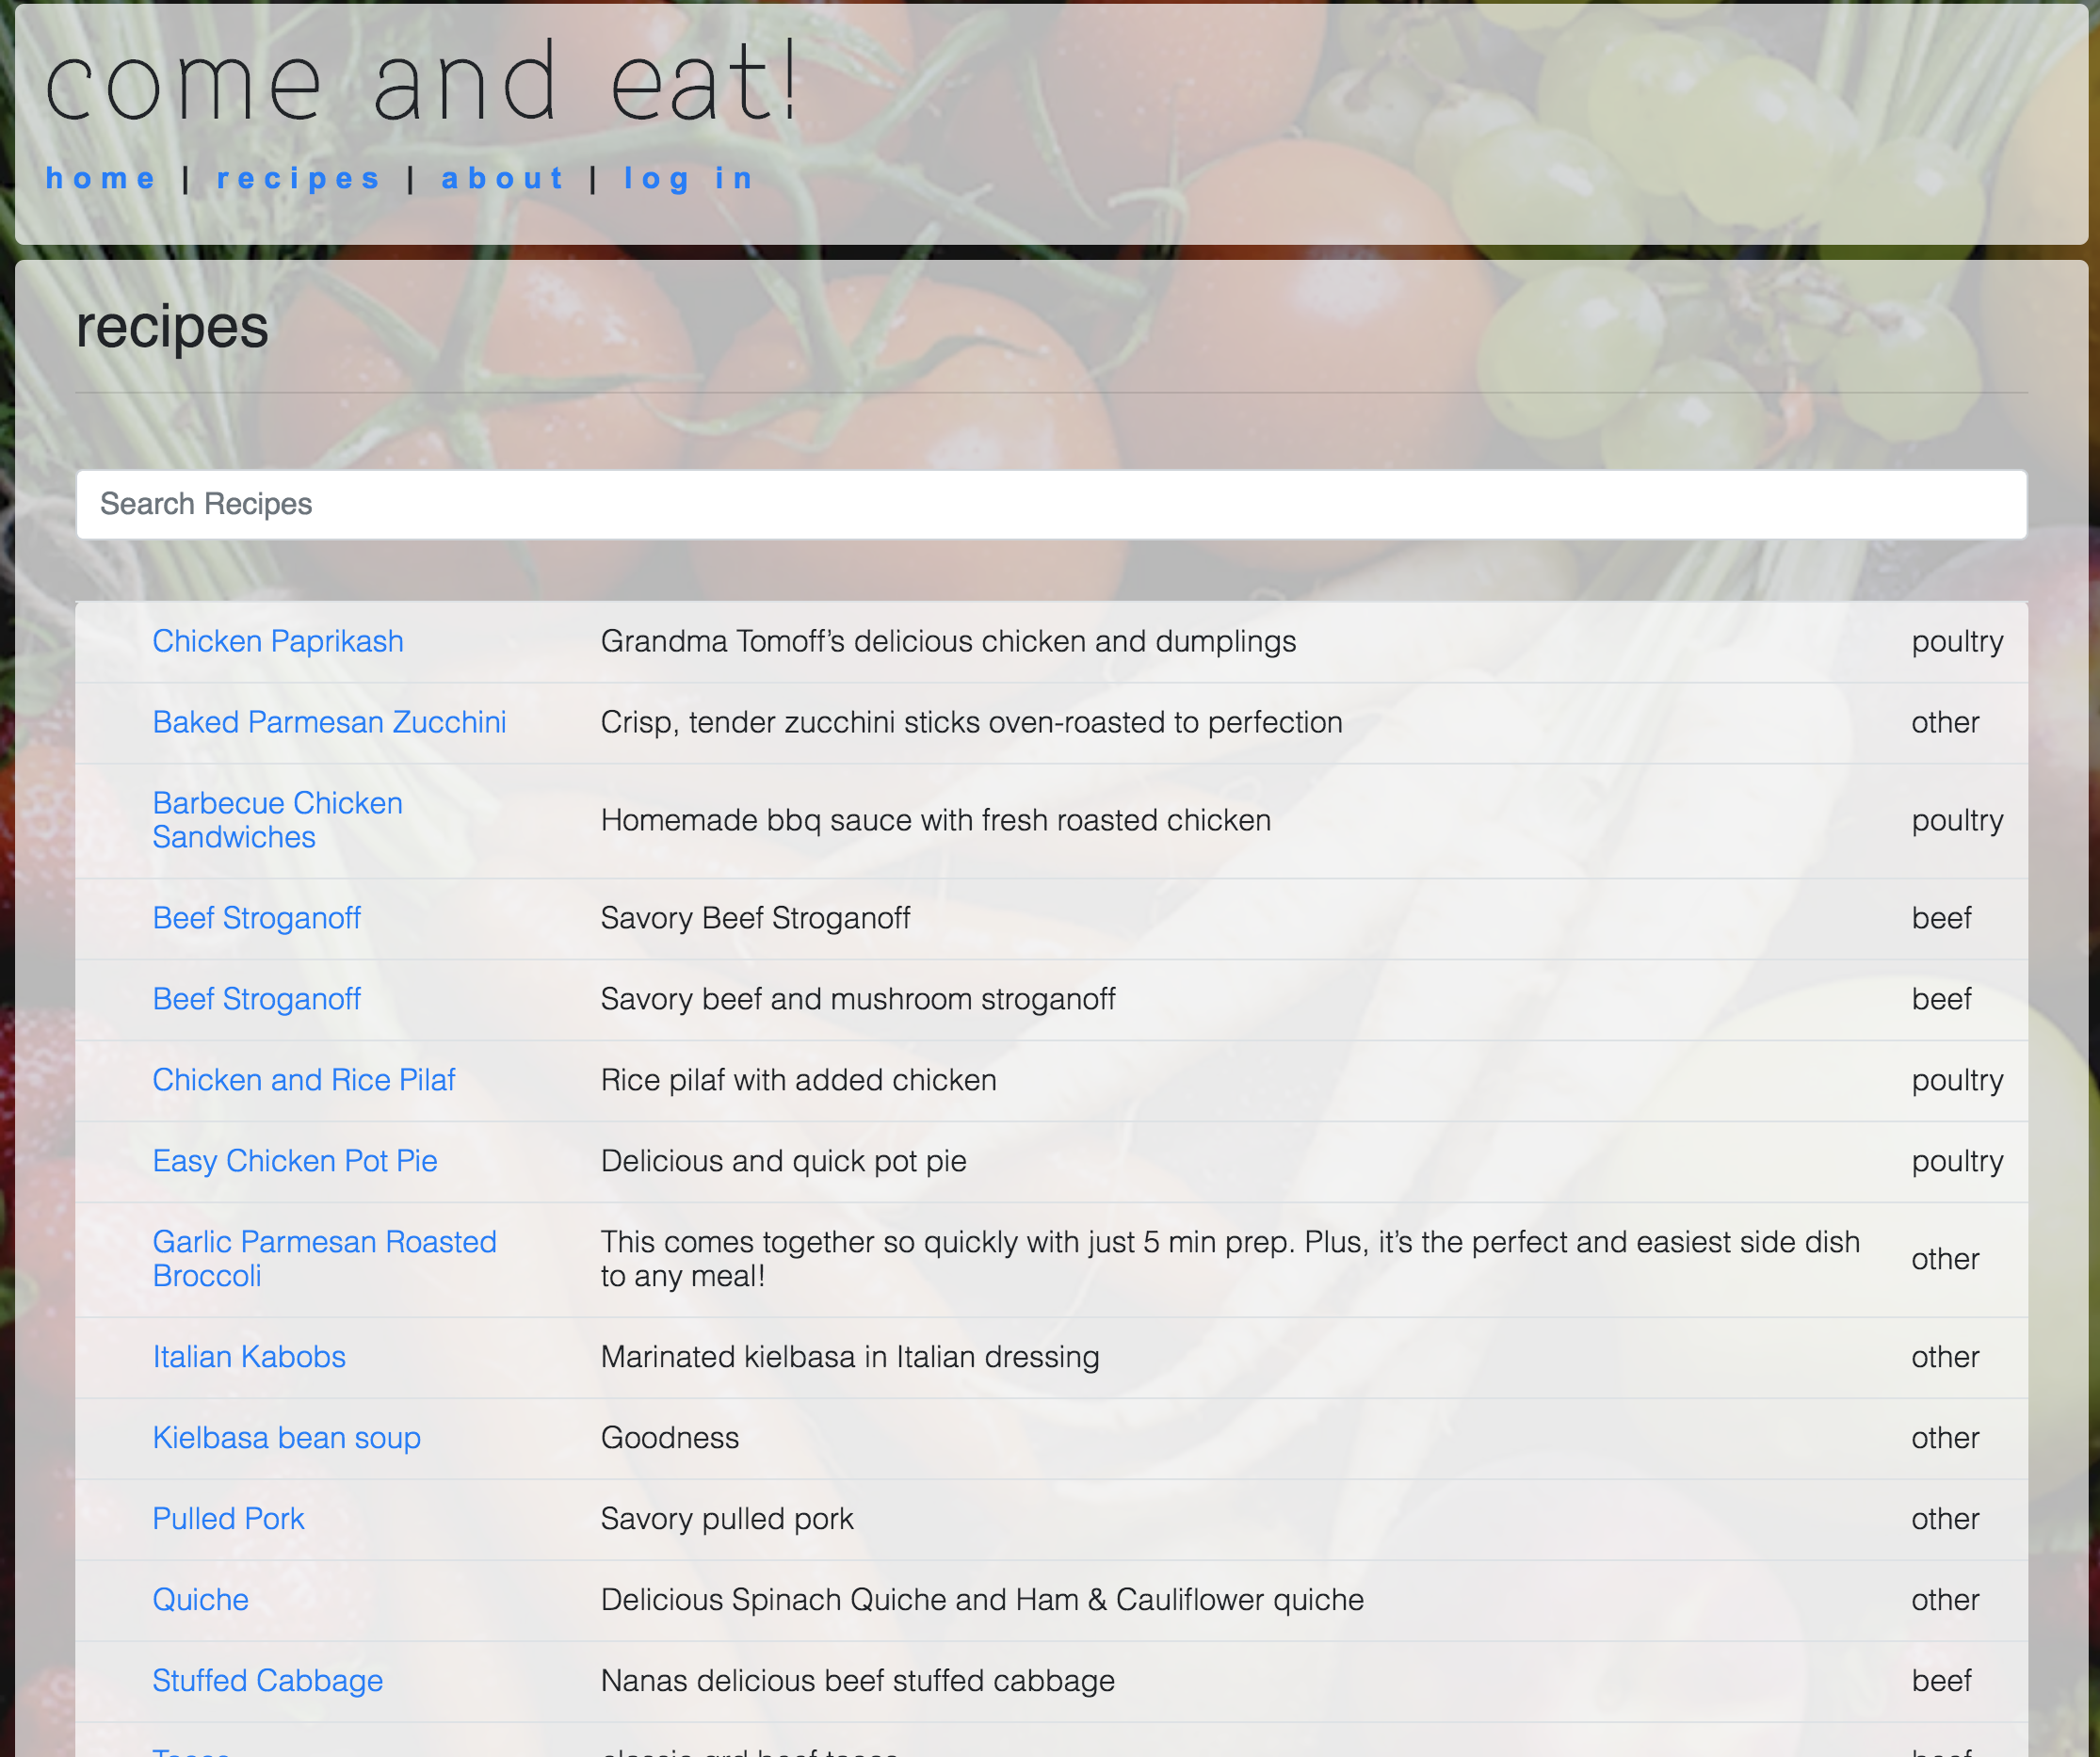 come and eat!
home | recipes | about | log in
recipes
Search Recipes
Chicken Paprikash Grandma Tomoff’s delicious chicken and dumplings poultry
Baked Parmesan Zucchini Crisp, tender zucchini sticks oven-roasted to perfection other
Barbecue Chicken
Sandwiches
Homemade bbq sauce with fresh roasted chicken poultry
Beef Stroganoff Savory Beef Stroganoff beef
Beef Stroganoff Savory beef and mushroom stroganoff beef
Chicken and Rice Pilaf Rice pilaf with added chicken poultry
Easy Chicken Pot Pie Delicious and quick pot pie poultry
Garlic Parmesan Roasted
Broccoli
This comes together so quickly with just 5 min prep. Plus, it’s the perfect and easiest side dish
to any meal!
other
Italian Kabobs Marinated kielbasa in Italian dressing other
Kielbasa bean soup Goodness other
Pulled Pork Savory pulled pork other
Quiche Delicious Spinach Quiche and Ham & Cauliflower quiche other
Stuffed Cabbage Nanas delicious beef stuffed cabbage beef
Tacos classic grd beef tacos beef